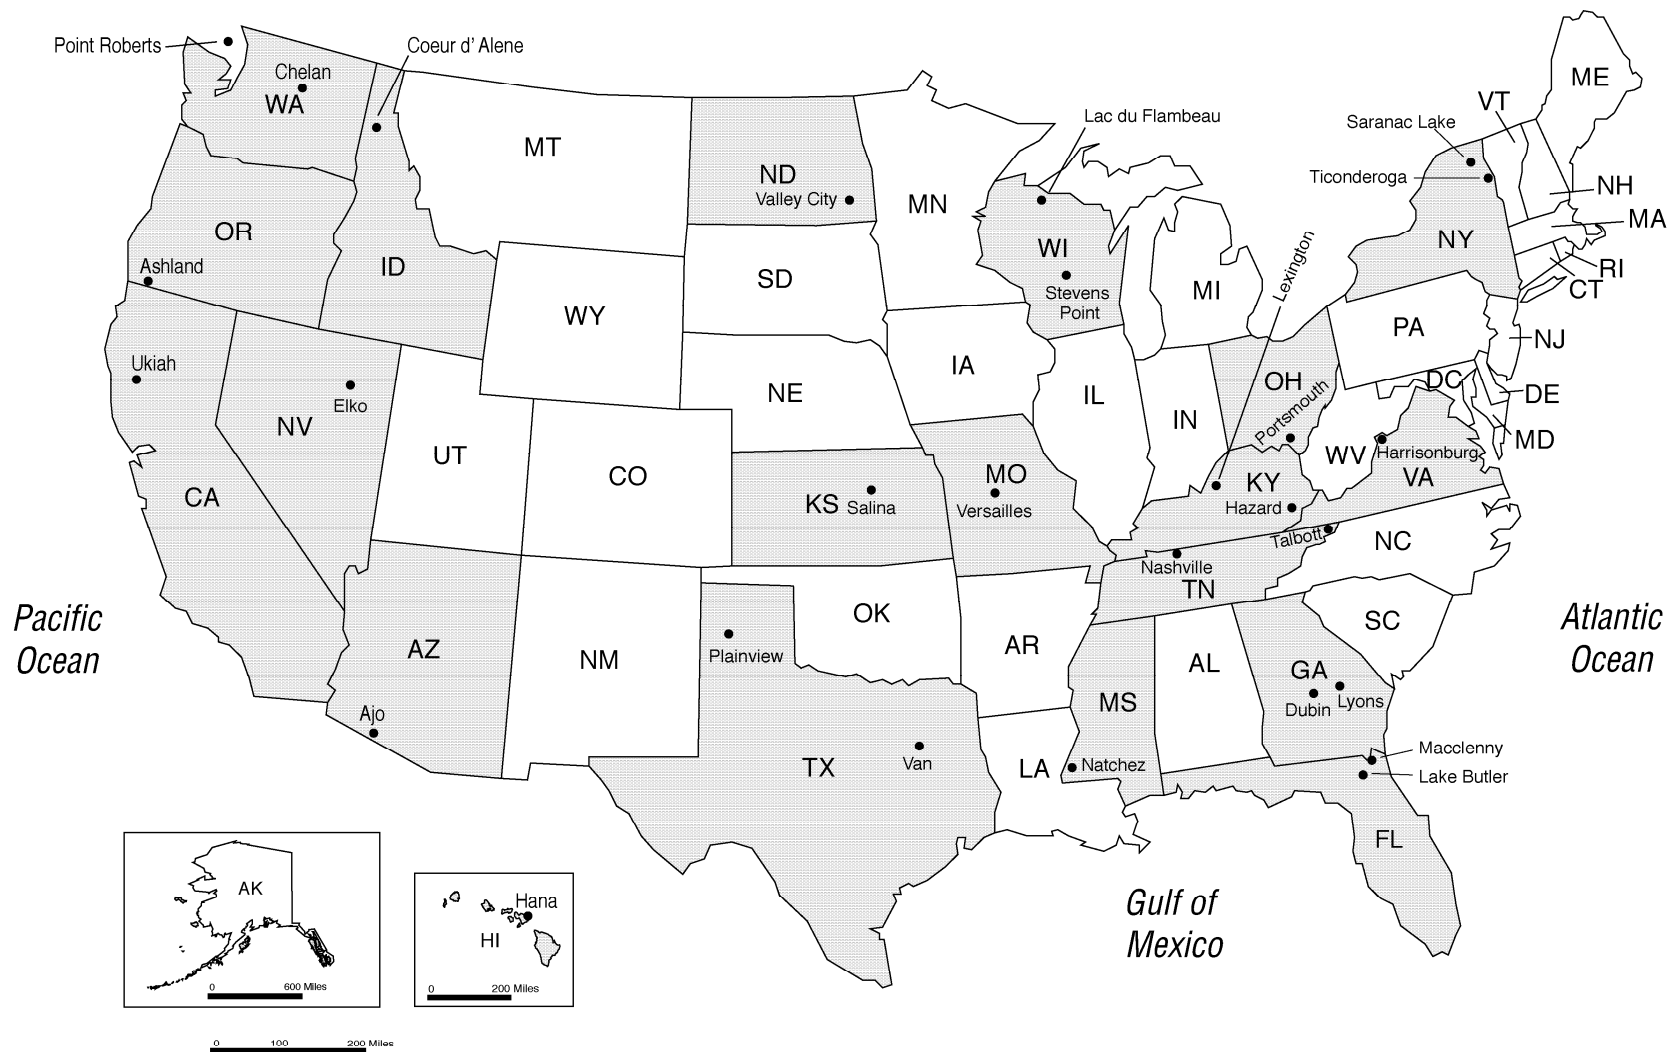 Point Roberts
Coeur d' Alene
Chelan
WA
MT
ND
Valley City
MN
Lac du Flambeau
WI
Stevens
Point
MI
Lexington
Saranac Lake
Ticonderoga
VT
ME
NH
MA
NY
RI
CT
OR
Ashland
ID
WY
SD
IA
PA
NJ
Ukiah
Elko
NV
UT
CO
NE
IL
IN
OH
Portsmouth
DC
DE
MD
WV
Harrisonburg
VA
CA
KS
Salina
MO
Versailles
KY
Hazard
Talbott
Nashville
TN
NC
Pacific
Ocean
AZ
Ajo
NM
OK
Plainview
TX
Van
AR
LA
MS
Natchez
AL
GA
Dubin
Lyons
SC
Atlantic
Ocean
Macclenny
Lake Butler
FL
Gulf of
Mexico
AK
0 600 Miles
Hana
HI
0 200 Miles
0 100 200 Miles